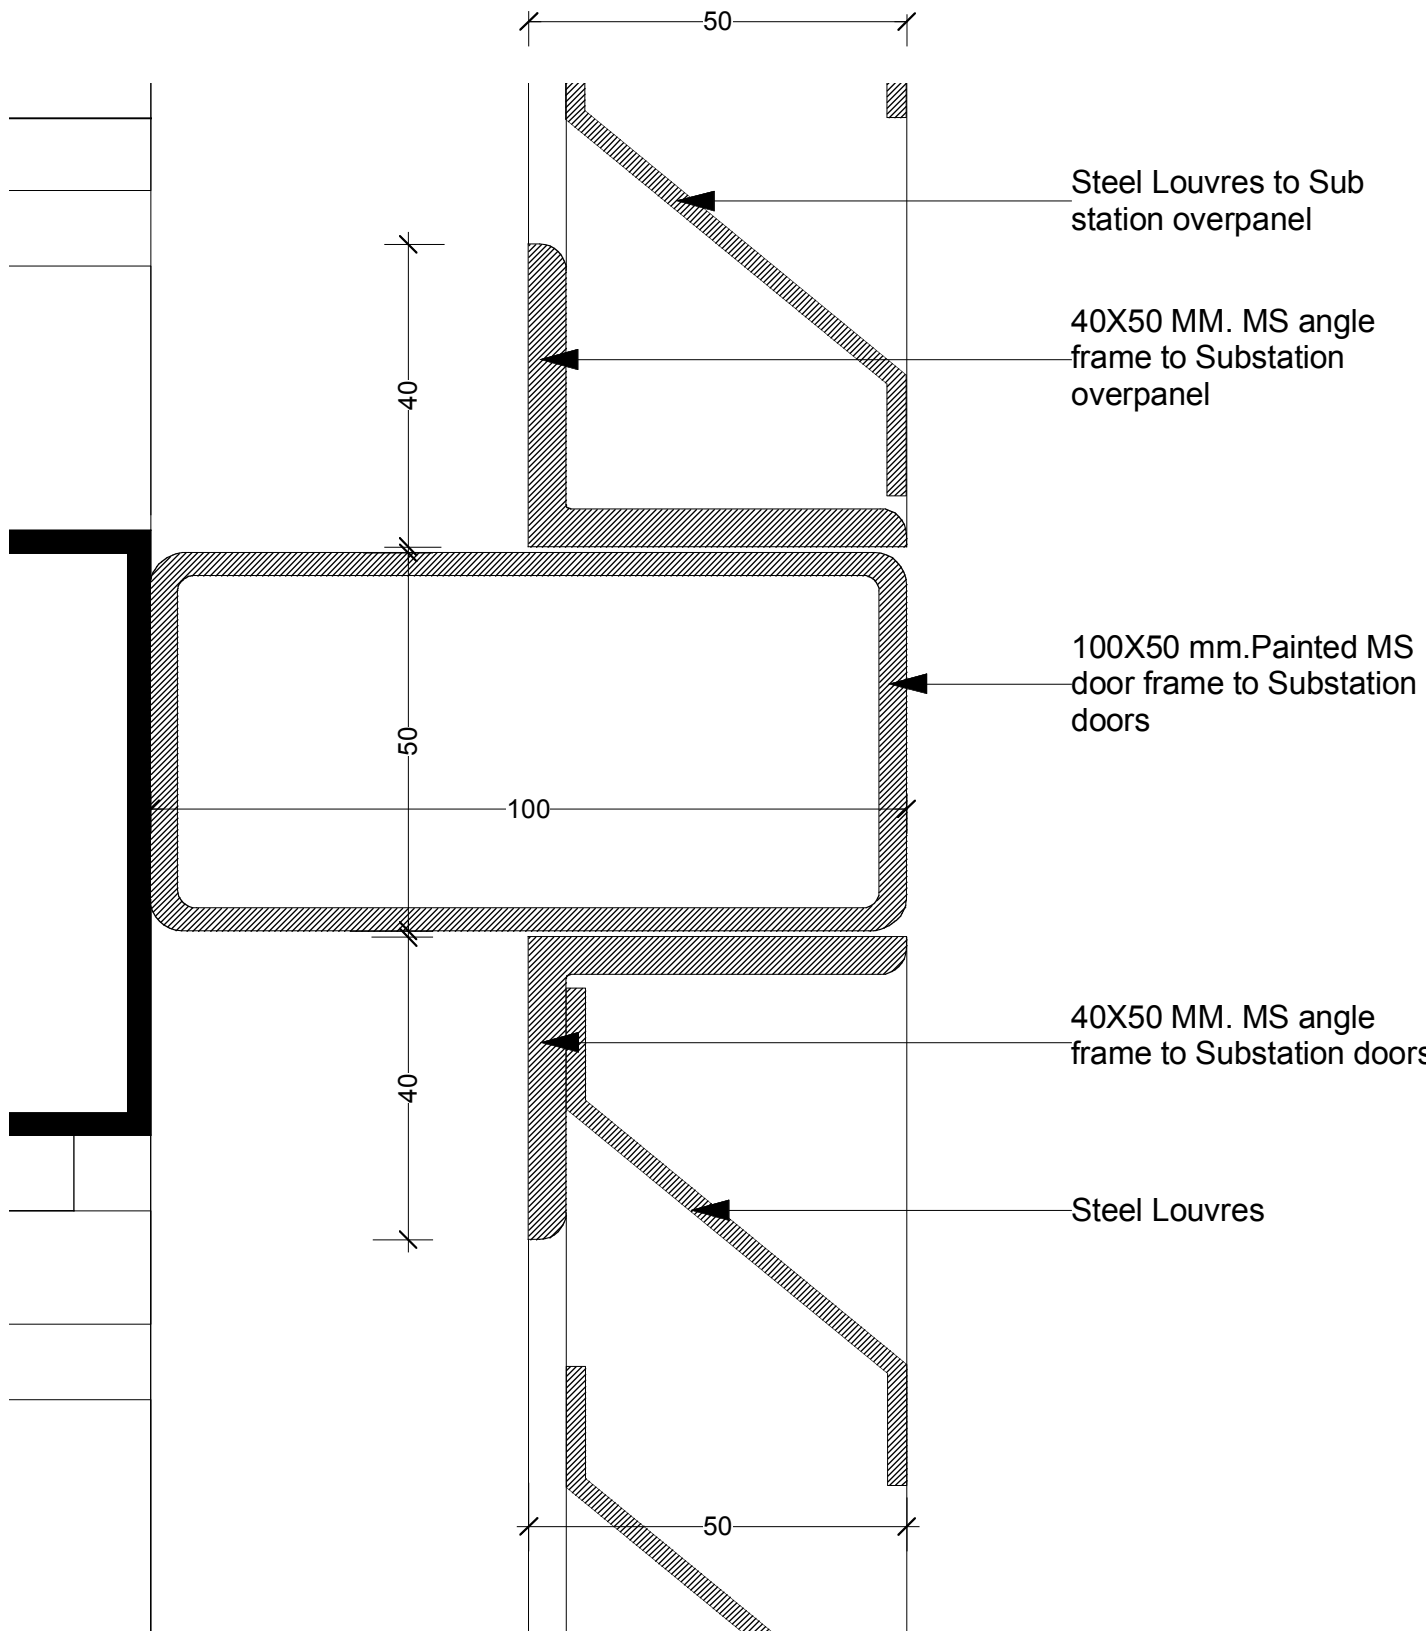 50
Steel Louvres to Sub
station overpanel
40X50 MM. MS angle
frame to Substation
overpanel
40
100X50 mm.Painted MS
door frame to Substation
doors
50
100
40X50 MM. MS angle
frame to Substation doors
40
Steel Louvres
50